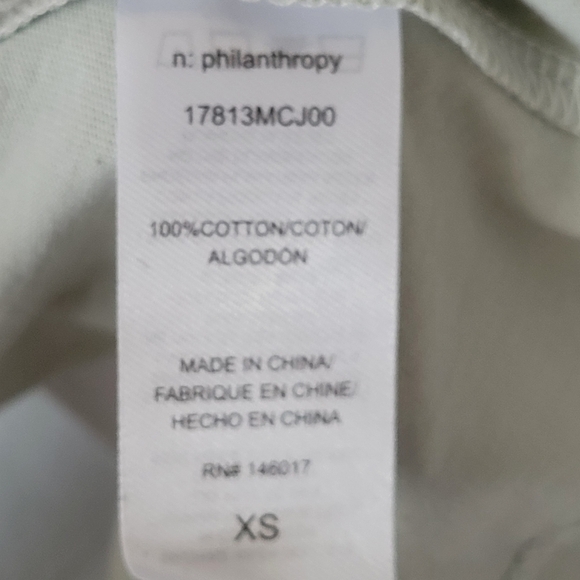 n: philanthropy
17813MCJ00
100%COTTON/COTON/
ALGODÓN
MADE IN CHINA/
FABRIQUE EN CHINE/
HECHO EN CHINA
RN# 146017
XS